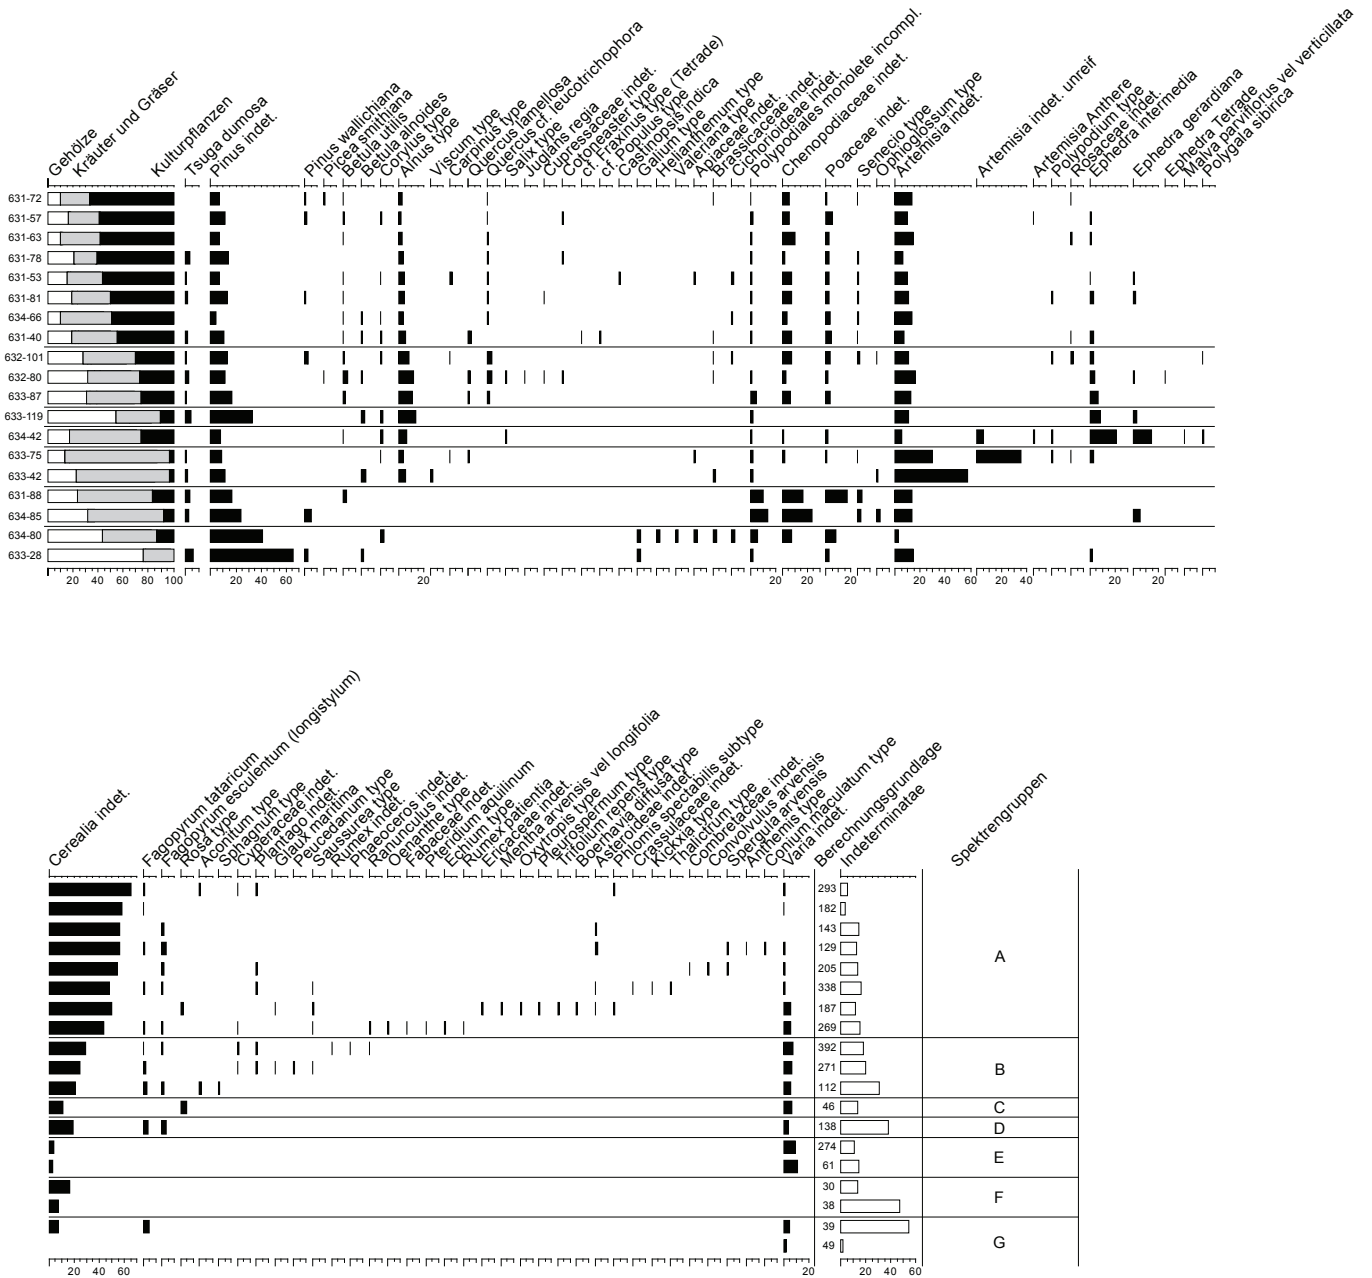 Gehölze
Kräuter und Gräser
Kulturpflanzen
Tsuga dumosa
Pinus indet.
Pinus wallichiana
Picea smithiana
Betula utilis
Betula alnoides
Corylus type
Alnus type
Viscum type
Carpinus type
Quercus lamellosa
Quercus cf. leucotrichophora
Salix type
Juglans regia
Cupressaceae indet.
Cotoneaster type
cf. Fraxinus type (Tetrade)
cf. Populus type
Castinopsis indica
Galium type
Helianthemum type
Valeriana type
Apiaceae indet.
Brassicaceae indet.
Cichorioideae indet.
Polypodiales monolete incompl.
Chenopodiaceae indet.
Poaceae indet.
Senecio type
Ophioglossum type
Artemisia indet.
Artemisia indet. unreif
Artemisia Anthere
Polypodium type
Rosaceae indet.
Ephedra intermedia
Ephedra gerardiana
Ephedra Tetrade
Malva parviflorus vel verticillata
Polygala sibirica
631-72
631-57
631-63
631-78
631-53
631-81
634-66
631-40
632-101
632-80
633-87
633-119
634-42
633-75
633-42
631-88
634-85
634-80
633-28
20 40 60 80 100 20 40 60 20 20 20 20 20 40 60 20 40 20 20
Cerealia indet.
Fagopyrum tataricum
Fagopyrum esculentum (longistylum)
Rosa type
Aconitum type
Sphagnum type
Cyperaceae indet.
Plantago indet.
Glaux maritima
Peucedanum type
Saussurea type
Rumex indet.
Phaeoceros indet.
Ranunculus indet.
Oenanthe type
Fabaceae indet.
Pteridium aquilinum
Echium type
Rumex patientia
Ericaceae indet.
Mentha arvensis vel longifolia
Oxytropis type
Pleurospermum type
Trifolium repens type
Boerhavia diffusa type
Asteroideae indet.
Phlomis spectabilis subtype
Crassulaceae indet.
Kickxia type
Thalictrum type
Combretaceae indet.
Convolvulus arvensis
Spergula arvensis
Anthemis type
Conium maculatum type
Varia indet.
Berechnungsgrundlage
Indeterminatae
Spektrengruppen
293
182
143
129
205
338
187
269
392
271
112
46
138
274
61
30
38
39
49
A
B
C
D
E
F
G
20 40 60 20 20 40 60